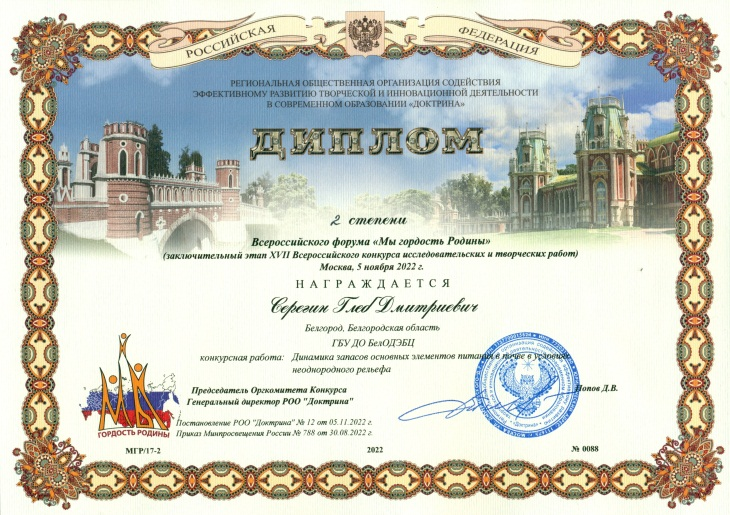 РОССИЙСКАЯ ФЕДЕРАЦИЯ
РЕГИОНАЛЬНАЯ ОБЩЕСТВЕННАЯ ОРГАНИЗАЦИЯ СОДЕЙСТВИЯ
ЭФФЕКТИВНОМУ РАЗВИТИЮ ТВОРЧЕСКОЙ И ИННОВАЦИОННОЙ ДЕЯТЕЛЬНОСТИ
В СОВРЕМЕННОМ ОБРАЗОВАНИИ «ДОКТРИНА»
ДИПЛОМ
2 степени
Всероссийского форума «Мы гордость Родины»
(заключительный этап XVII Всероссийского конкурса исследовательских и творческих работ)
Москва, 5 ноября 2022 г.
НАГРАЖДАЕТСЯ
Серегин Глеб Дмитриевич
Белгород, Белгородская область
ГБУ ДО БелОДЭБЦ
конкурсная работа: Динамика запасов основных элементов питания в почве в условиях
неоднородного рельефа
Председатель Оргкомитета Конкурса
Генеральный директор РОО "Доктрина"
Попов Д.В.
ГОРДОСТЬ РОДИНЫ
Постановление РОО "Доктрина" № 12 от 05.11.2022 г.
Приказ Минпросвещения России № 788 от 30.08.2022 г.
МГР/17-2 2022 № 0088